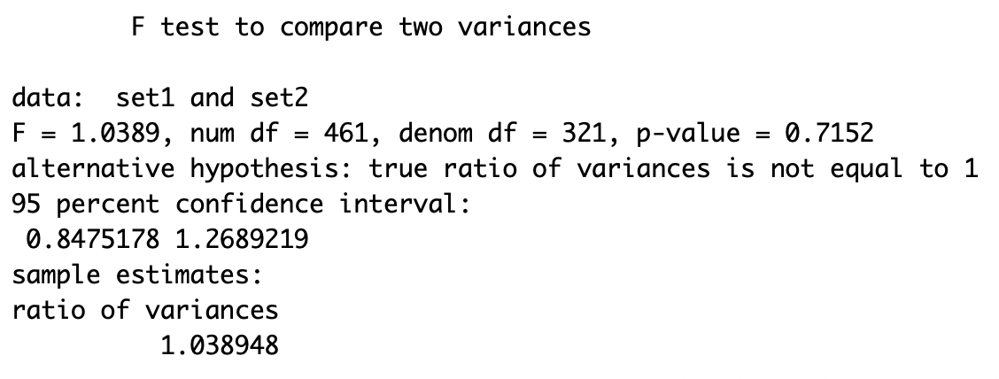 F test to compare two variances
data:  set1 and set2
F = 1.0389, num df = 461, denom df = 321, p-value = 0.7152
alternative hypothesis: true ratio of variances is not equal to 1
95 percent confidence interval:
0.8475178 1.2689219
sample estimates:
ratio of variances
1.038948